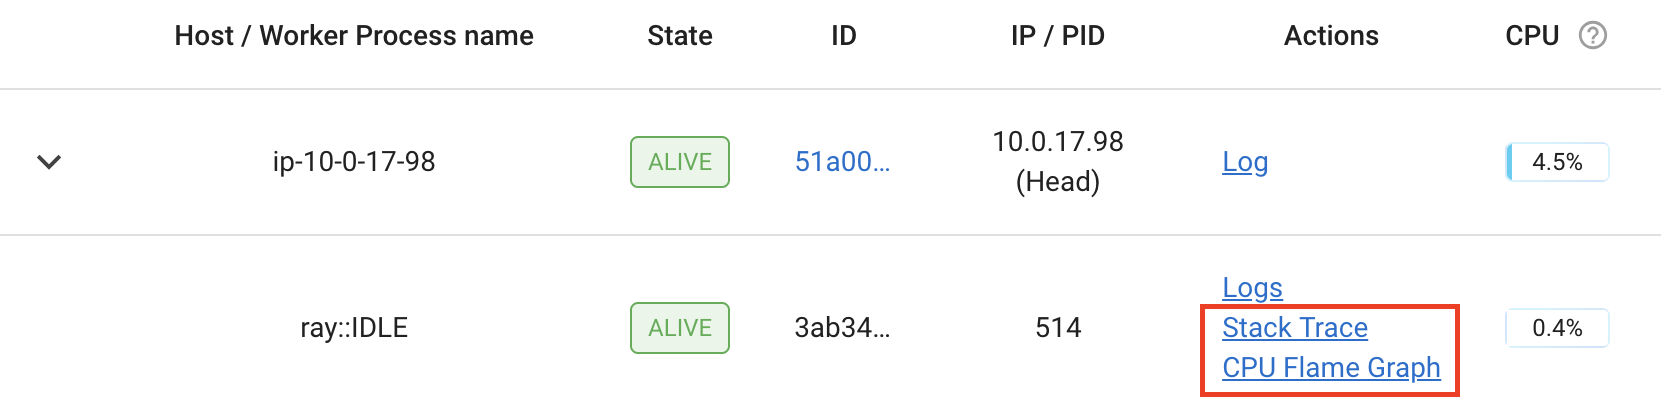 Host / Worker Process name State ID IP / PID Actions CPU ?
ip-10-0-17-98 ALIVE 51a00... 10.0.17.98 (Head) Log 4.5%
ray::IDLE ALIVE 3ab34... 514 Logs 0.4%
Stack Trace
CPU Flame Graph